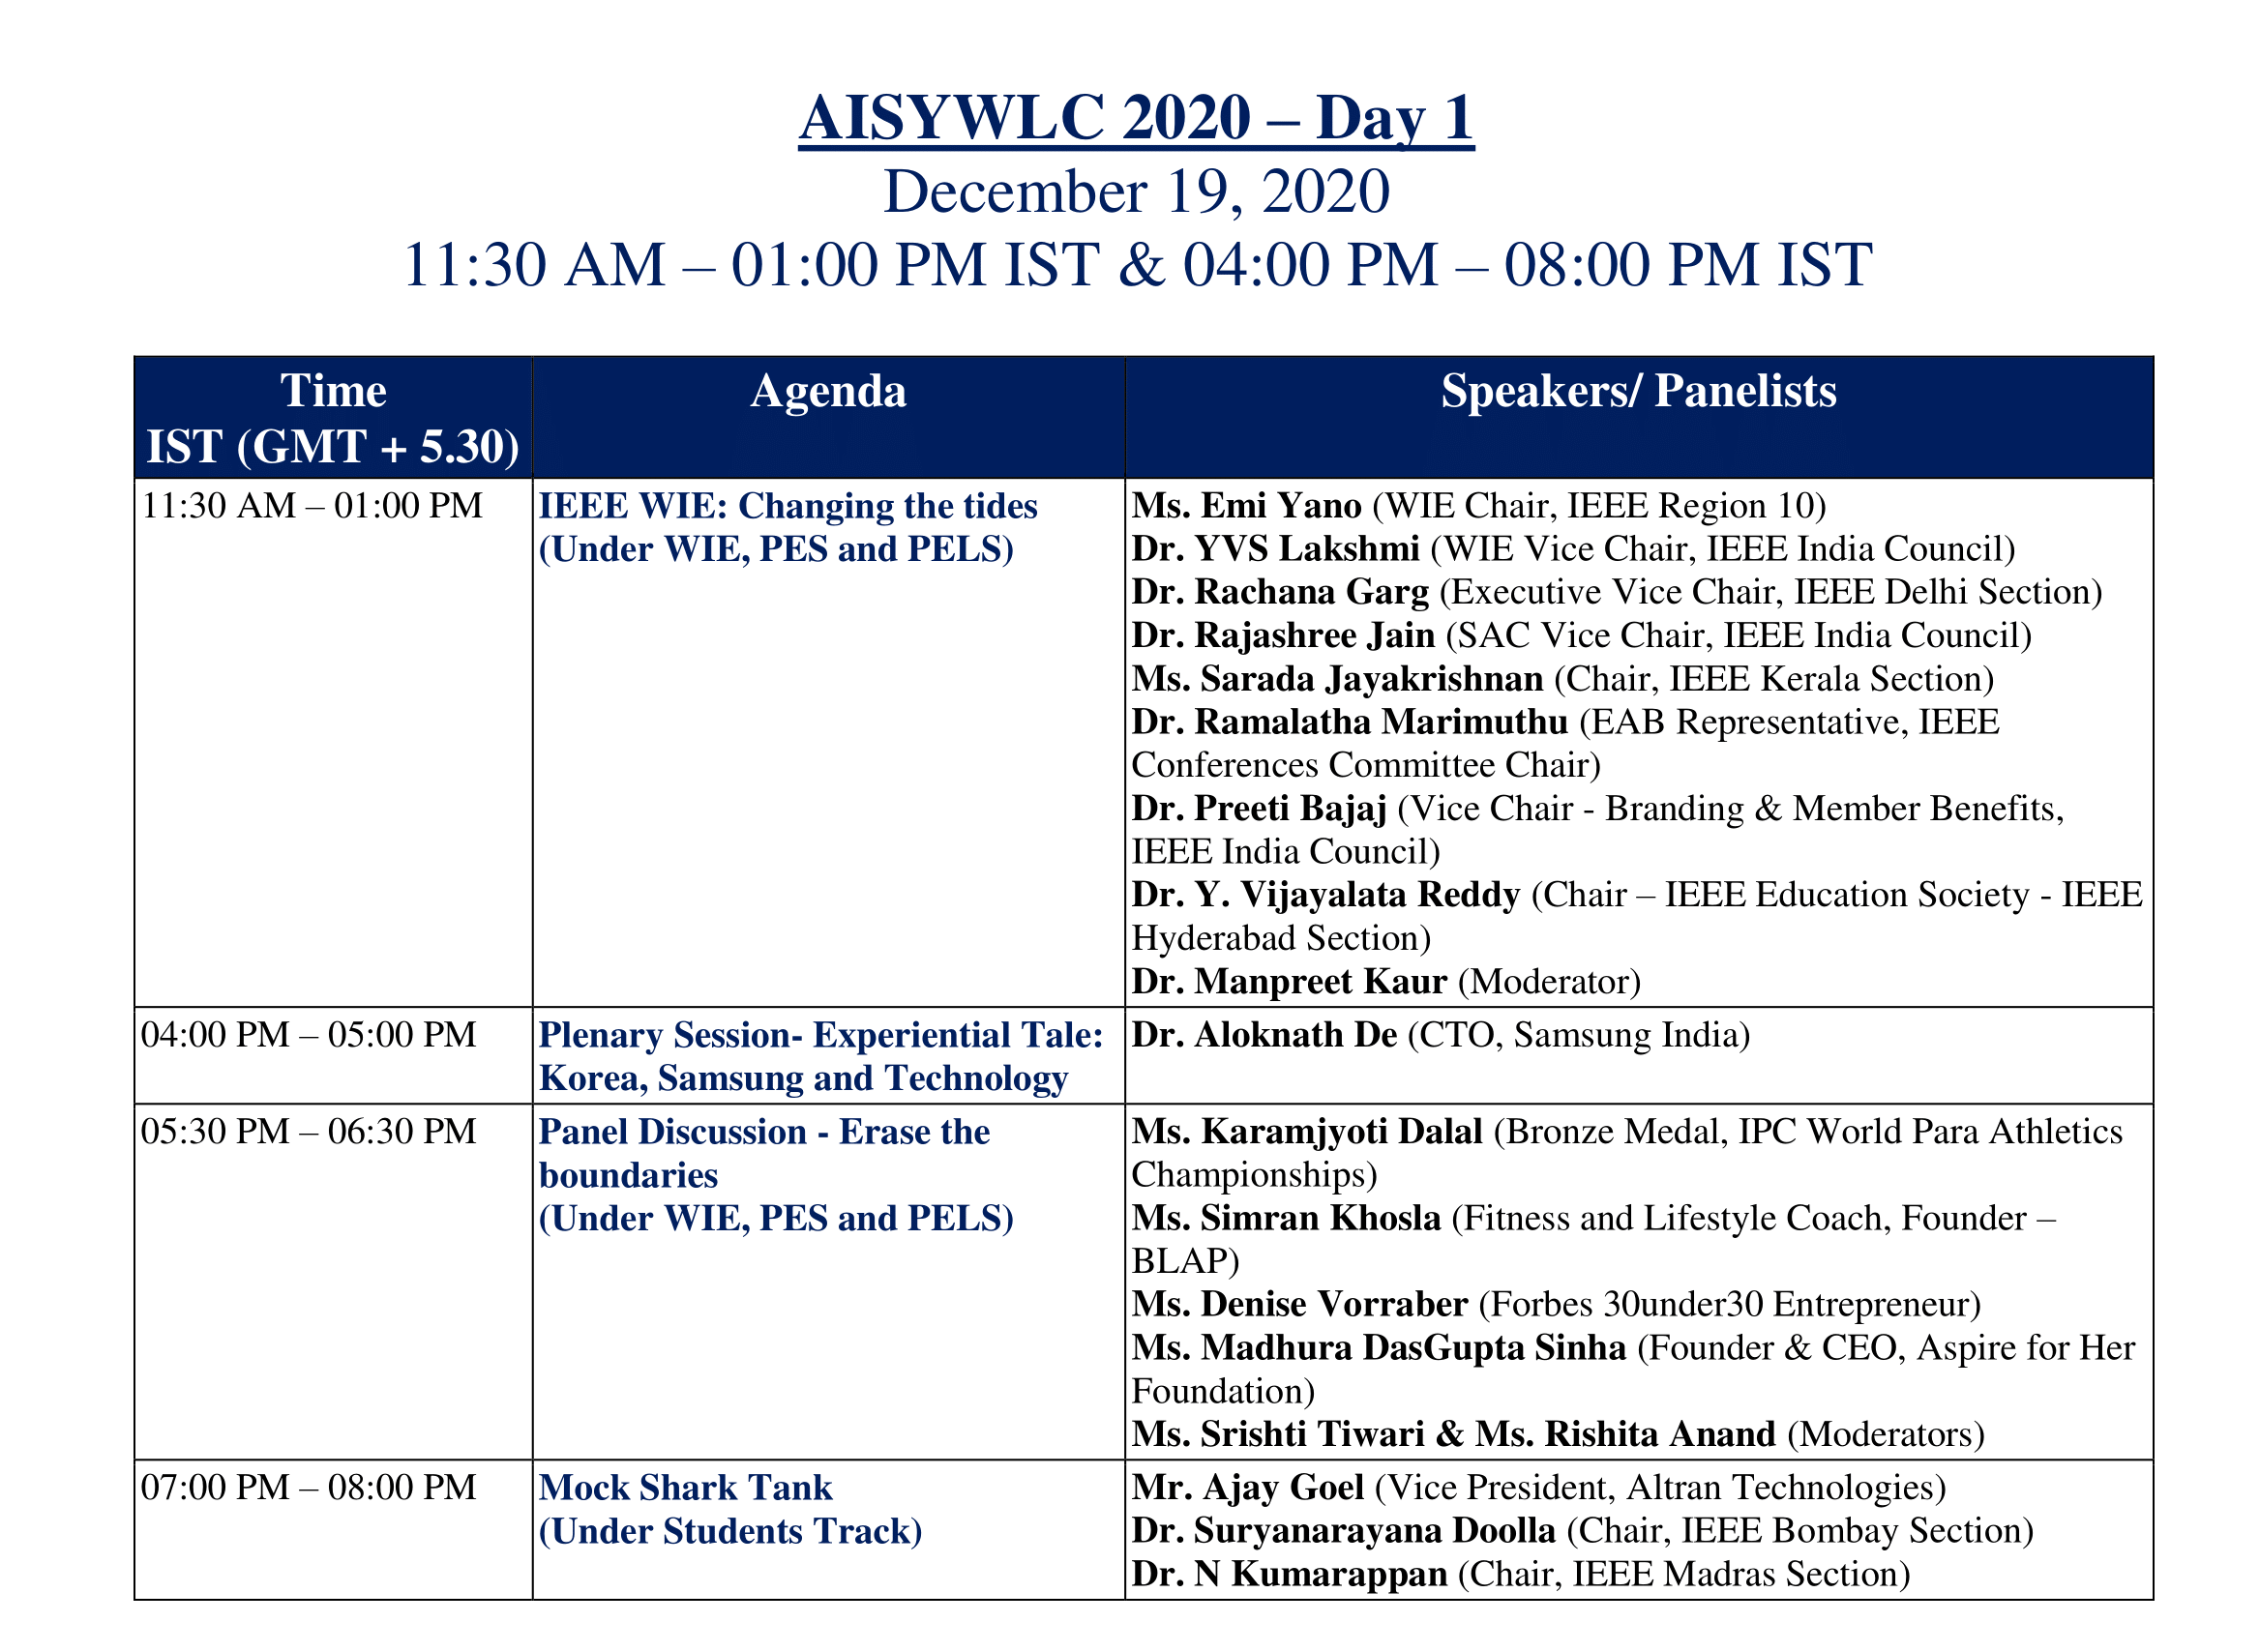 AISYWLC 2020 – Day 1
December 19, 2020
11:30 AM – 01:00 PM IST & 04:00 PM – 08:00 PM IST
Time
IST (GMT + 5.30)
Agenda
Speakers/ Panelists
11:30 AM – 01:00 PM
IEEE WIE: Changing the tides
(Under WIE, PES and PELS)
Ms. Emi Yano (WIE Chair, IEEE Region 10)
Dr. YVS Lakshmi (WIE Vice Chair, IEEE India Council)
Dr. Rachana Garg (Executive Vice Chair, IEEE Delhi Section)
Dr. Rajashree Jain (SAC Vice Chair, IEEE India Council)
Ms. Sarada Jayakrishnan (Chair, IEEE Kerala Section)
Dr. Ramalatha Marimuthu (EAB Representative, IEEE
Conferences Committee Chair)
Dr. Preeti Bajaj (Vice Chair - Branding & Member Benefits,
IEEE India Council)
Dr. Y. Vijayalata Reddy (Chair – IEEE Education Society - IEEE
Hyderabad Section)
Dr. Manpreet Kaur (Moderator)
04:00 PM – 05:00 PM
Plenary Session- Experiential Tale:
Korea, Samsung and Technology
Dr. Aloknath De (CTO, Samsung India)
05:30 PM – 06:30 PM
Panel Discussion - Erase the
boundaries
(Under WIE, PES and PELS)
Ms. Karamjyoti Dalal (Bronze Medal, IPC World Para Athletics
Championships)
Ms. Simran Khosla (Fitness and Lifestyle Coach, Founder –
BLAP)
Ms. Denise Vorraber (Forbes 30under30 Entrepreneur)
Ms. Madhura DasGupta Sinha (Founder & CEO, Aspire for Her
Foundation)
Ms. Srishti Tiwari & Ms. Rishita Anand (Moderators)
07:00 PM – 08:00 PM
Mock Shark Tank
(Under Students Track)
Mr. Ajay Goel (Vice President, Altran Technologies)
Dr. Suryanarayana Doolla (Chair, IEEE Bombay Section)
Dr. N Kumarappan (Chair, IEEE Madras Section)